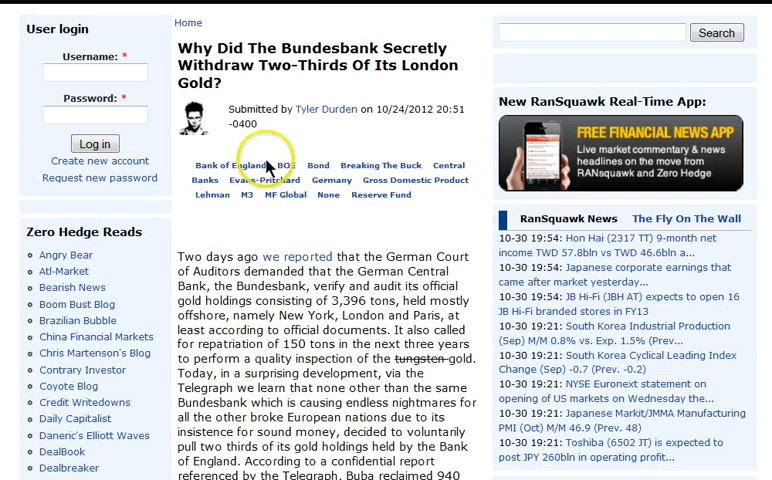 User login
Username: *
Password: *
Log in
Create new account
Request new password
Zero Hedge Reads
Angry Bear
Atl-Market
Bearish News
Boom Bust Blog
Brazilian Bubble
China Financial Markets
Chris Martenson's Blog
Contrary Investor
Coyote Blog
Credit Writedowns
Daily Capitalist
Daneric's Elliott Waves
DealBook
Dealbreaker
Home
Why Did The Bundesbank Secretly
Withdraw Two-Thirds Of Its London
Gold?
Submitted by Tyler Durden on 10/24/2012 20:51
-0400
Bank of England BOE Bond Breaking The Buck Central
Banks Evans-Pritchard Germany Gross Domestic Product
Lehman M3 MF Global None Reserve Fund
Two days ago we reported that the German Court
of Auditors demanded that the German Central
Bank, the Bundesbank, verify and audit its official
gold holdings consisting of 3,396 tons, held mostly
offshore, namely New York, London and Paris, at
least according to official documents. It also called
for repatriation of 150 tons in the next three years
to perform a quality inspection of the tungsten gold.
Today, in a surprising development, via the
Telegraph we learn that none other than the same
Bundesbank which is causing endless nightmares for
all the other broke European nations due to its
insistence for sound money, decided to voluntarily
pull two thirds of its gold holdings held by the Bank
of England. According to a confidential report
referenced by the Telegraph, Buba reclaimed 940
Search
New RanSquawk Real-Time App:
FREE FINANCIAL NEWS APP
Live market commentary & news
headlines on the move from
RANsquawk and Zero Hedge
RanSquawk News The Fly On The Wall
10-30 19:54: Hon Hai (2317 TT) 9-month net
income TWD 57.8bln vs TWD 46.6bln a...
10-30 19:54: Japanese corporate earnings that
came after market yesterday...
10-30 19:54: JB Hi-Fi (JBH AT) expects to open 16
JB Hi-Fi branded stores in FY13
10-30 19:21: South Korea Industrial Production
(Sep) M/M 0.8% vs. Exp. 1.5% (Prev...
10-30 19:21: South Korea Cyclical Leading Index
Change (Sep) -0.7 (Prev. -0.2)
10-30 19:21: NYSE Euronext statement on
opening of US markets on Wednesday the...
10-30 19:21: Japanese Markit/JMMA Manufacturing
PMI (Oct) M/M 46.9 (Prev. 48)
10-30 19:21: Toshiba (6502 JT) is expected to
post JPY 260bln in operating profit...